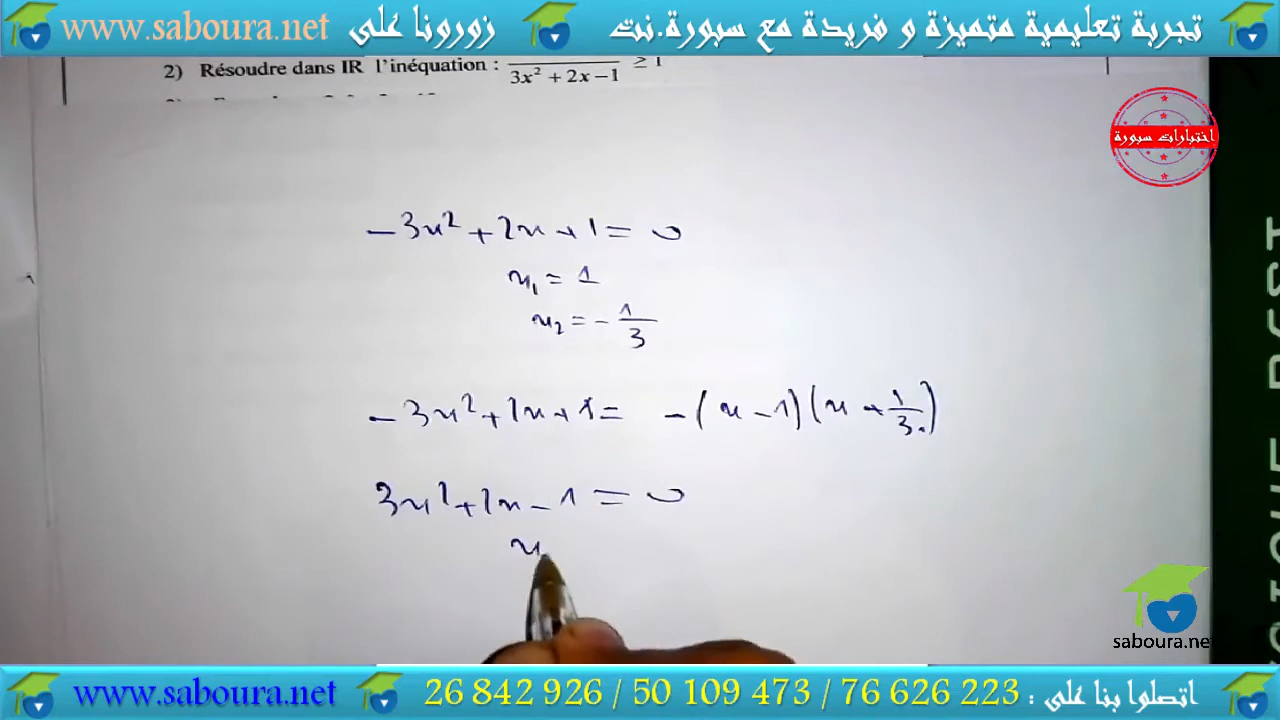 www.saboura.net زورونا على تجربة تعليمية متميزة و فريدة مع سبورة.نت
2) Résoudre dans IR l'inéquation : 3x² + 2x − 1 ≥ 1
اختبارات سبورة
-3x² + 2x + 1 = 0
x₁ = 1
x₂ = - 1/3
-3x² + 2x + 1 = -(x - 1)(x + 1/3)
3x² + 2x - 1 = 0
x
saboura.net
www.saboura.net 26 842 926 / 50 109 473 / 76 626 223 : اتصلوا بنا على